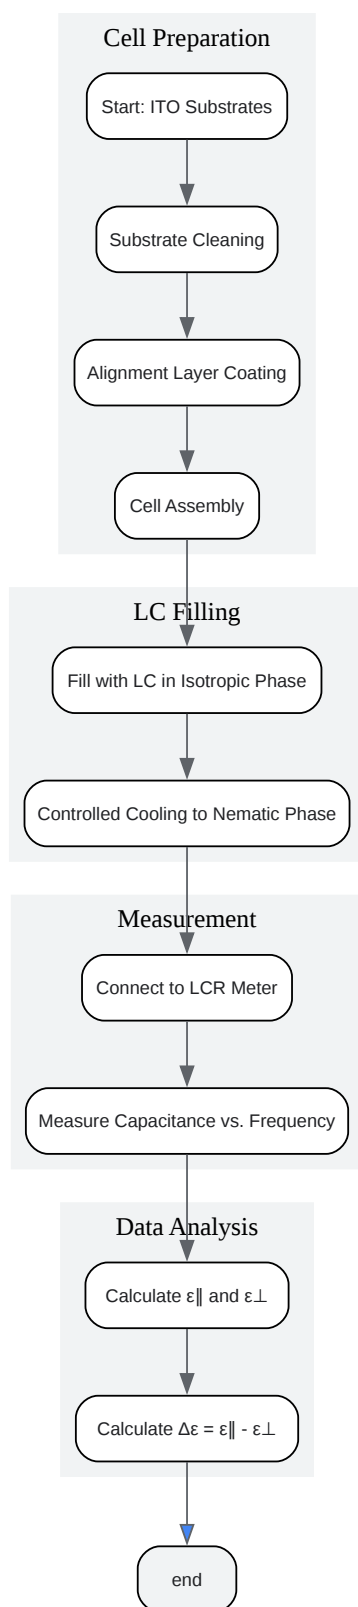 Cell Preparation
Start: ITO Substrates
Substrate Cleaning
Alignment Layer Coating
Cell Assembly
LC Filling
Fill with LC in Isotropic Phase
Controlled Cooling to Nematic Phase
Measurement
Connect to LCR Meter
Measure Capacitance vs. Frequency
Data Analysis
Calculate ε∥ and ε⊥
Calculate Δε = ε∥ - ε⊥
end